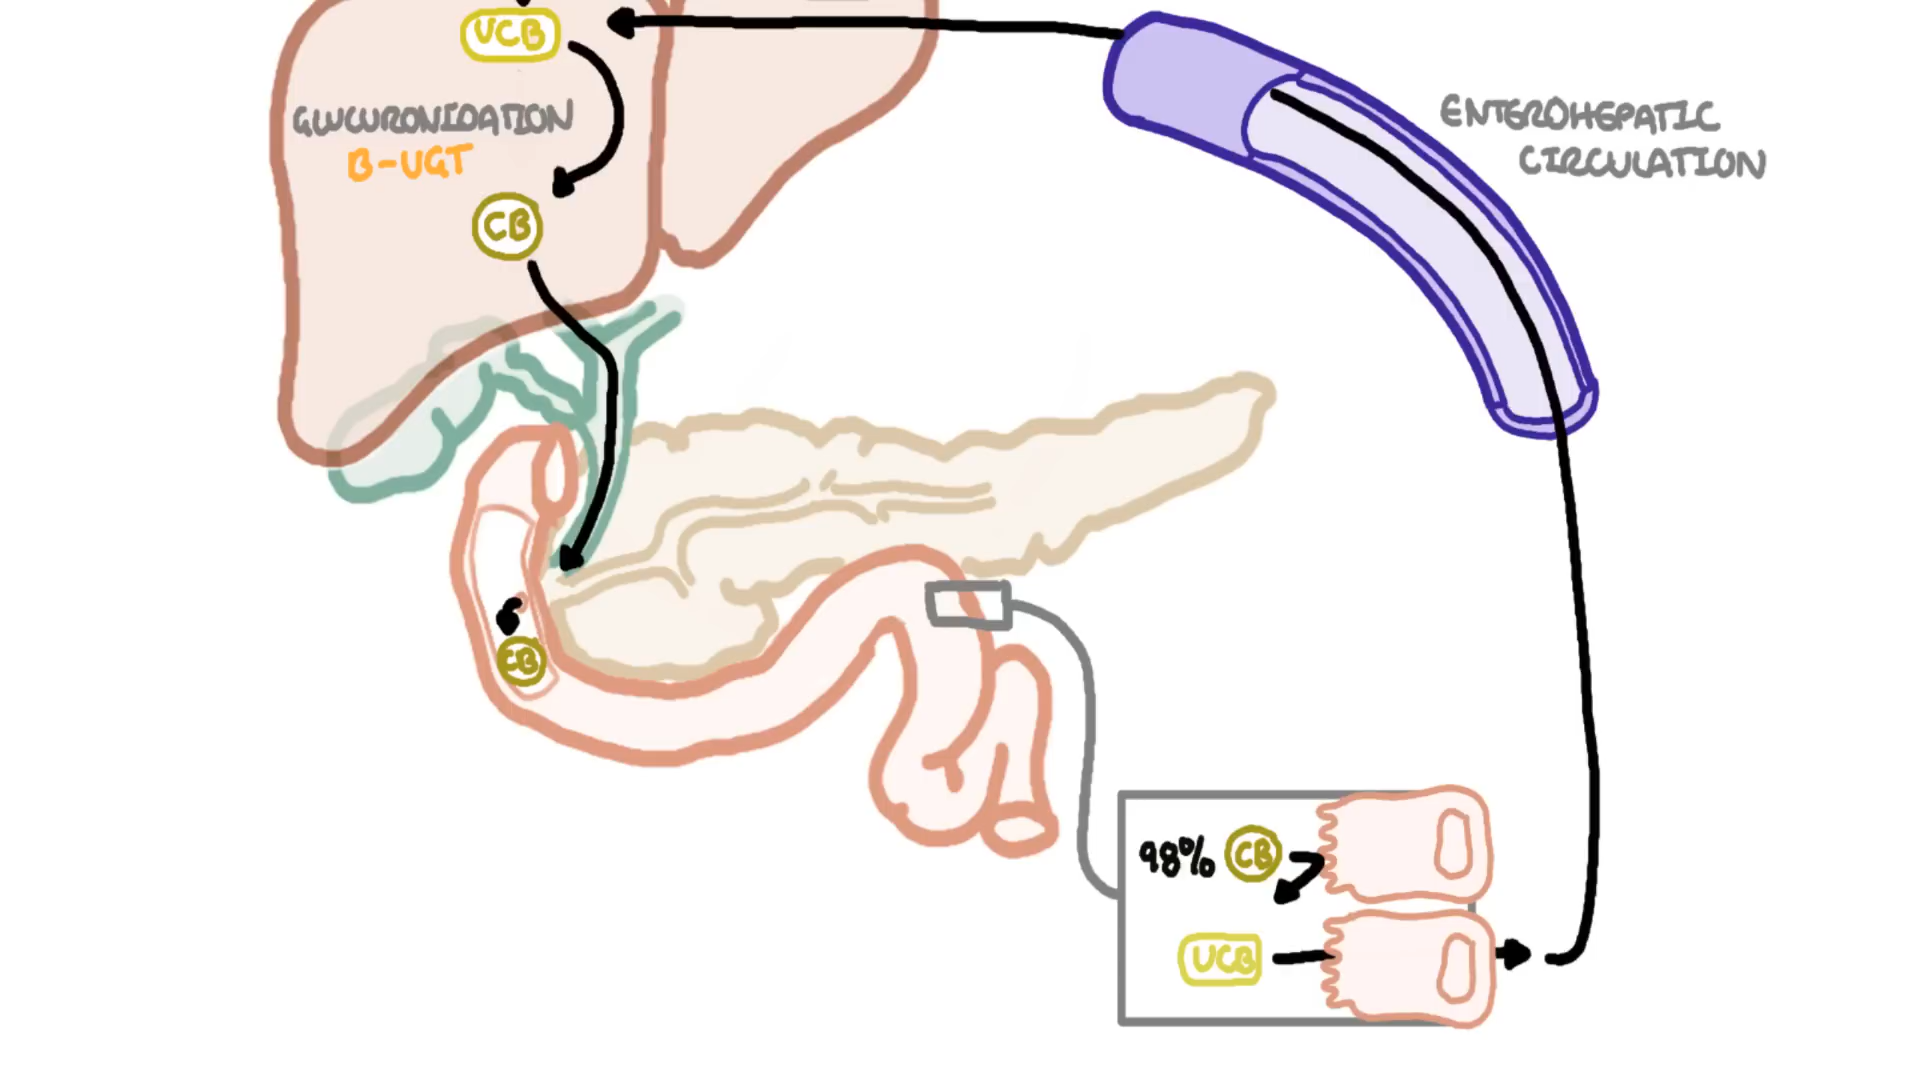 UCB
GLUCURONIDATION
B-UGT
CB
ENTEROHEPATIC
CIRCULATION
CB
98% CB
UCB